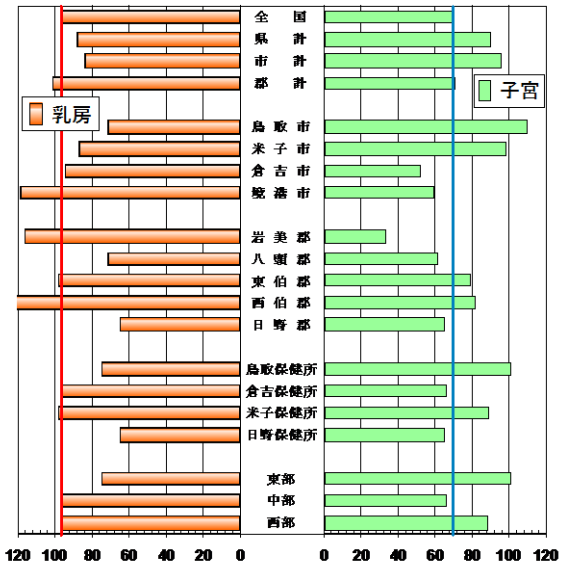 全国
県計
市計
郡計
子宮
乳房
鳥取市
米子市
倉吉市
境港市
岩美郡
八頭郡
東伯郡
西伯郡
日野郡
鳥取保健所
倉吉保健所
米子保健所
日野保健所
東部
中部
西部
120 100 80 60 40 20 0 0 20 40 60 80 100 120